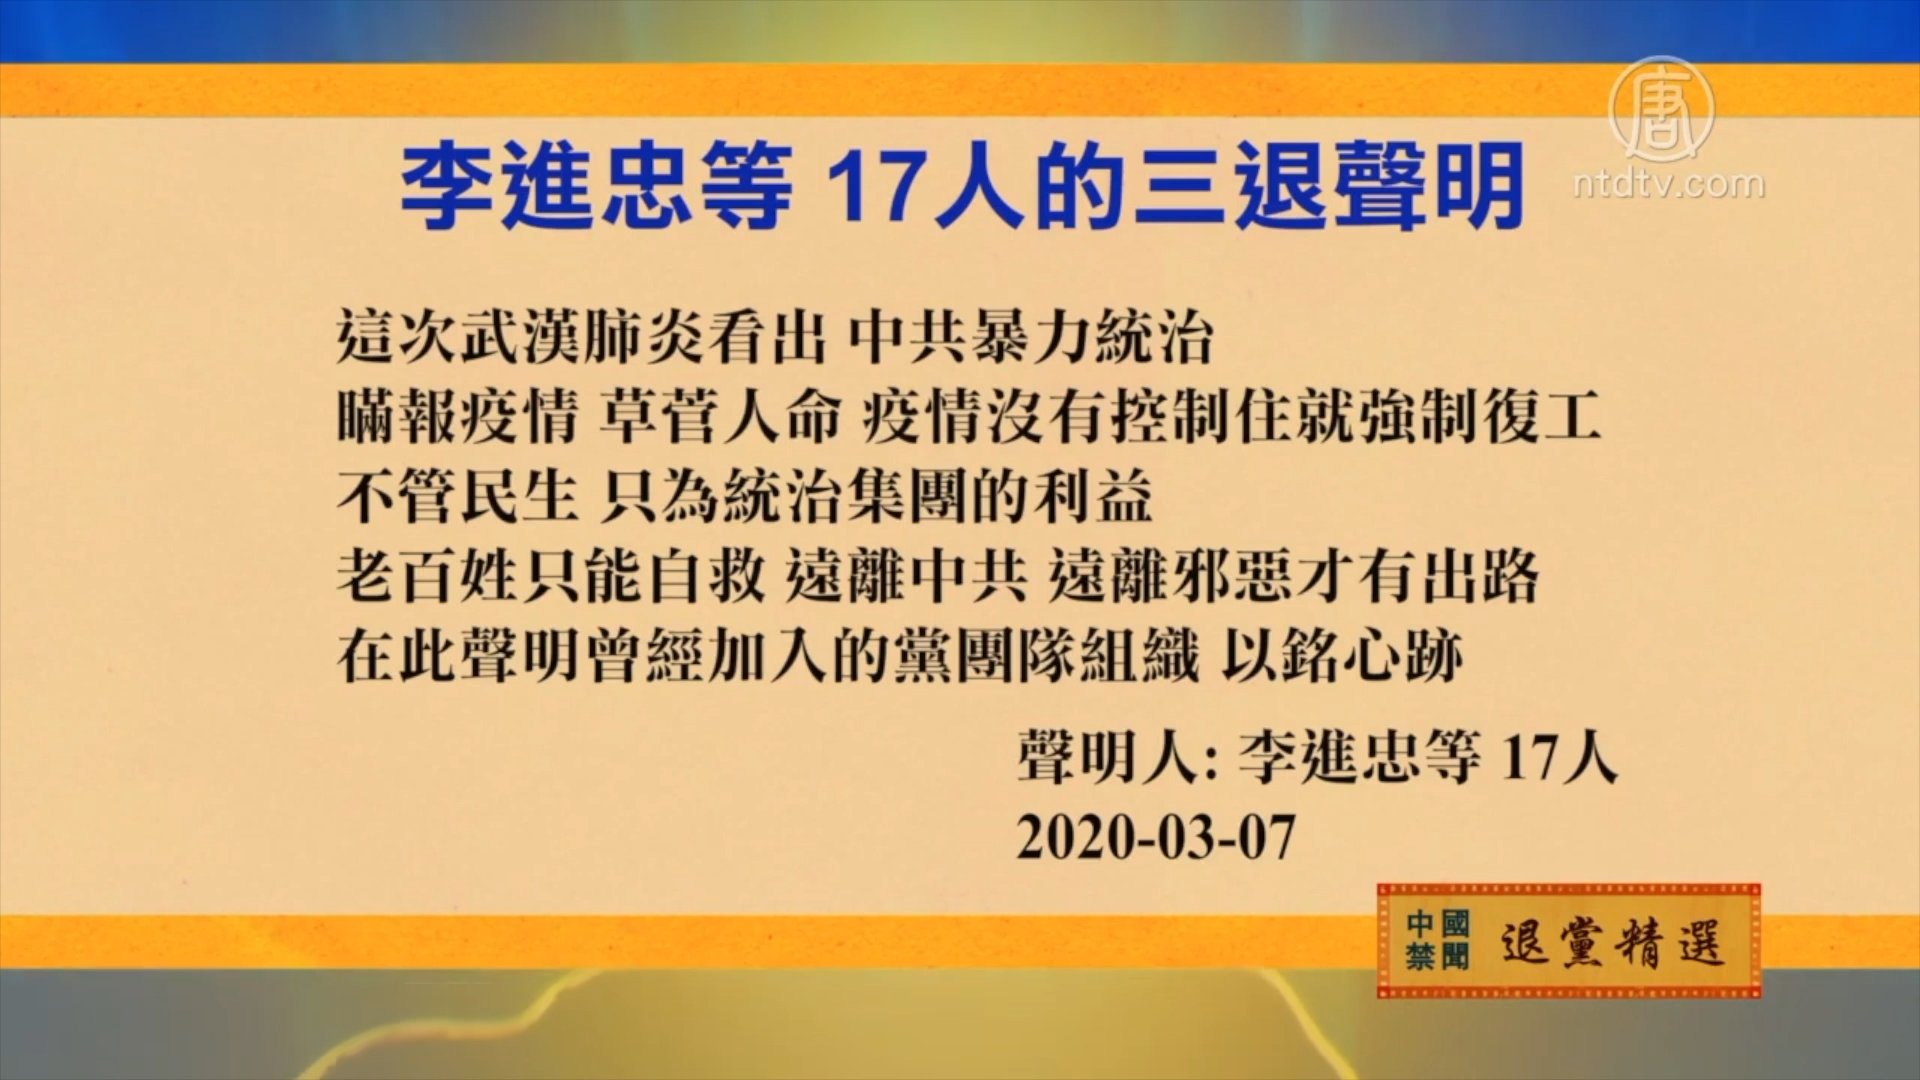 唐
ntdtv.com
李進忠等 17人的三退聲明
這次武漢肺炎看出 中共暴力統治
瞞報疫情 草菅人命 疫情沒有控制住就強制復工
不管民生 只為統治集團的利益
老百姓只能自救 遠離中共 遠離邪惡才有出路
在此聲明曾經加入的黨團隊組織 以銘心跡
聲明人: 李進忠等 17人
2020-03-07
中國
禁聞
退黨精選